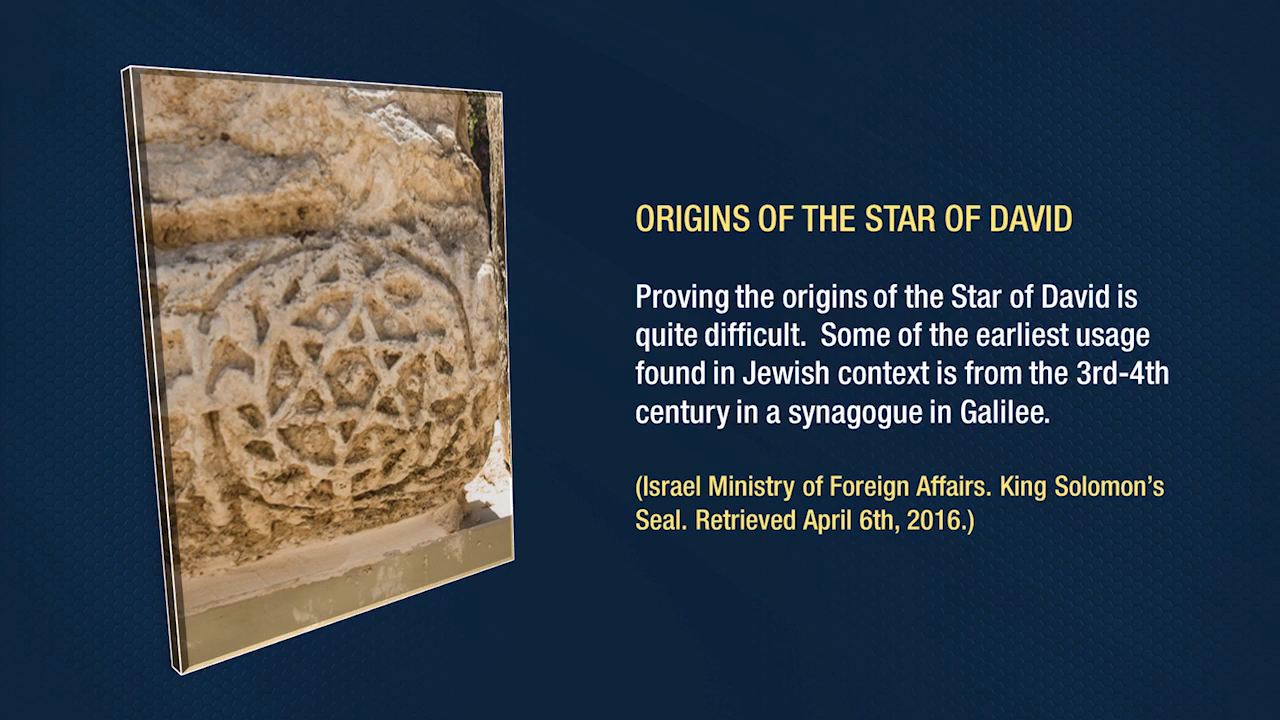 ORIGINS OF THE STAR OF DAVID
Proving the origins of the Star of David is
quite difficult.  Some of the earliest usage
found in Jewish context is from the 3rd-4th
century in a synagogue in Galilee.
(Israel Ministry of Foreign Affairs. King Solomon’s
Seal. Retrieved April 6th, 2016.)